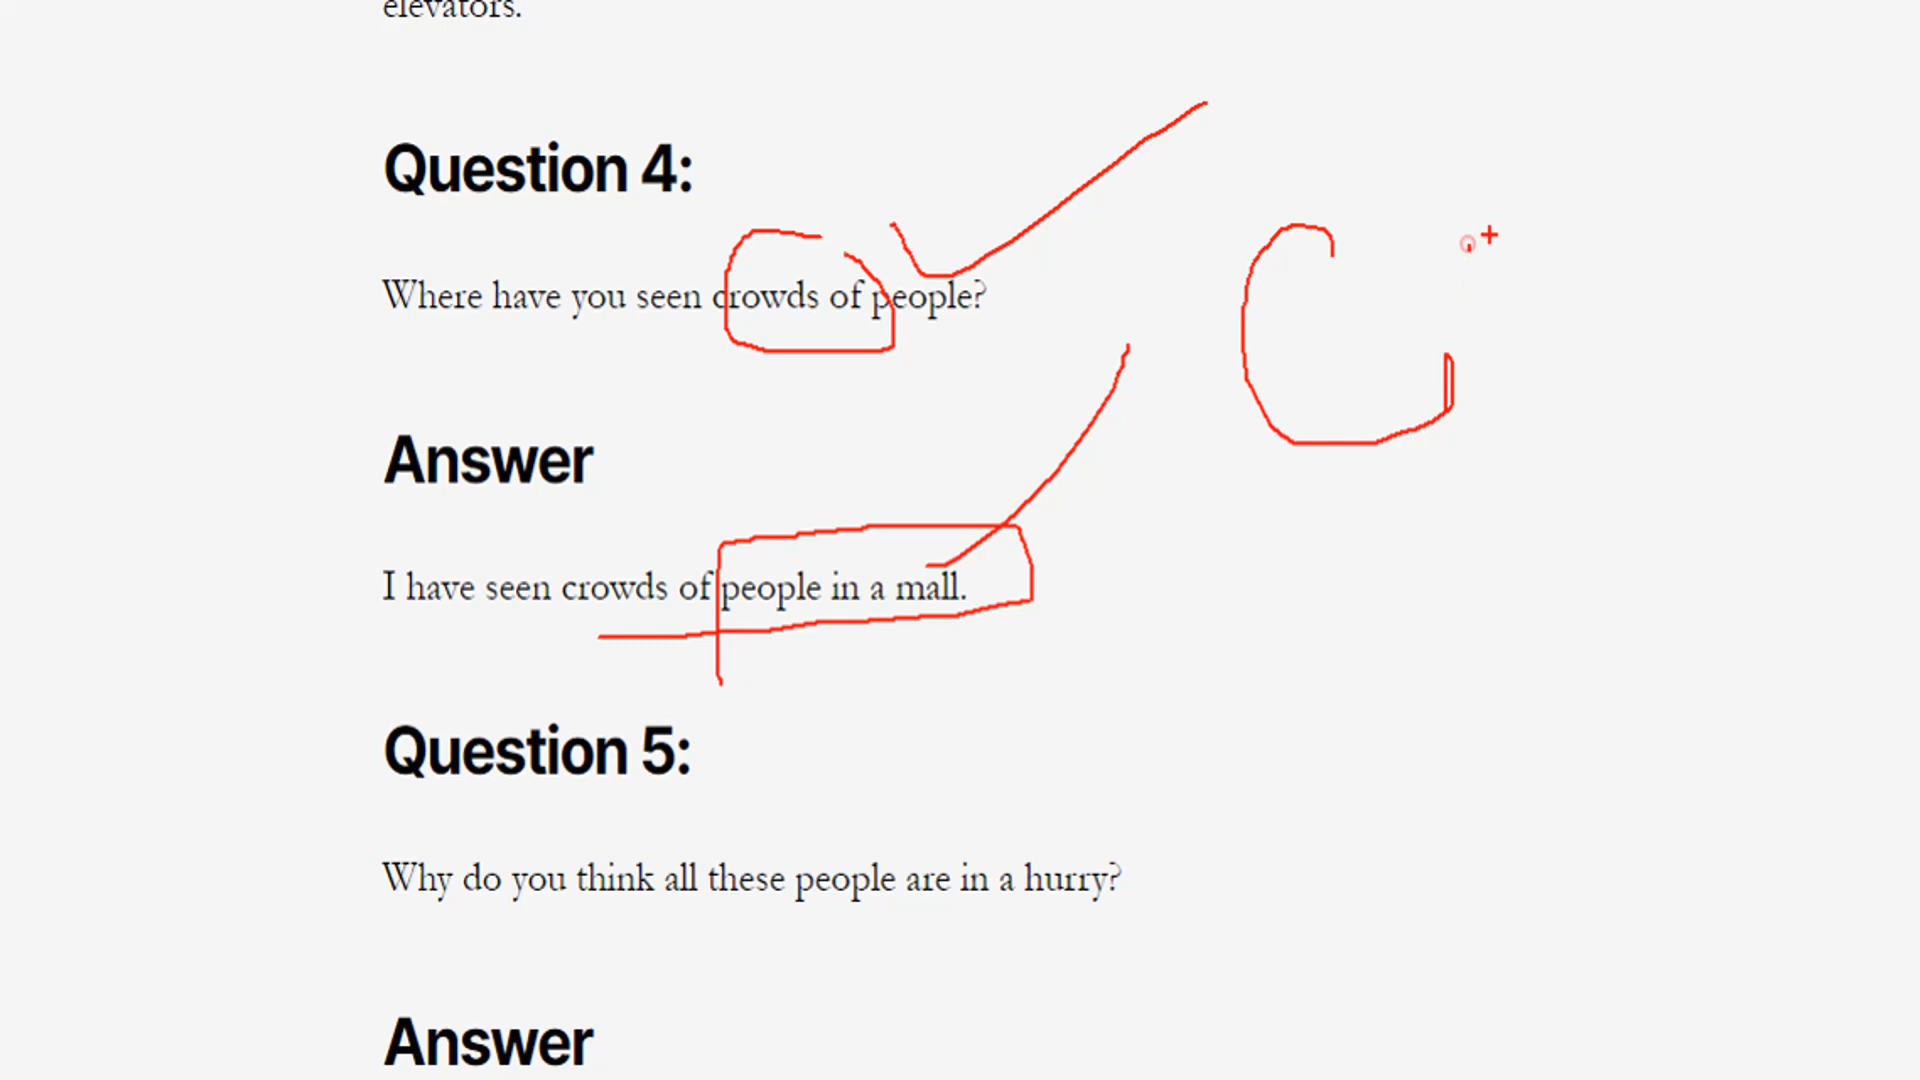 elevators.
Question 4:
Where have you seen crowds of people?
Answer
I have seen crowds of people in a mall.
Question 5:
Why do you think all these people are in a hurry?
Answer